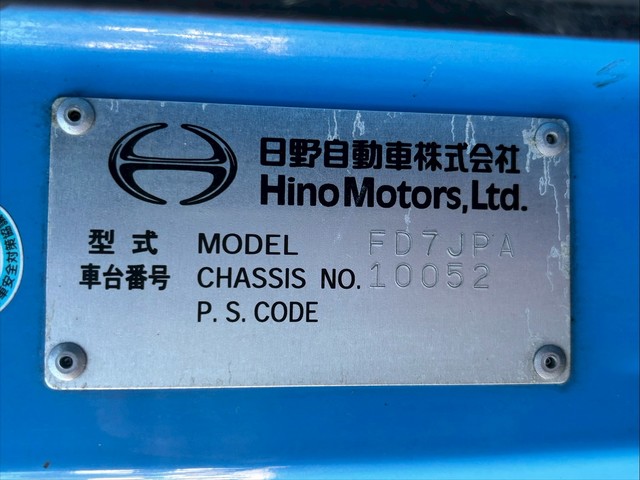 日野自動車株式会社
Hino Motors, Ltd.
型式 MODEL FD7JPA
車台番号 CHASSIS NO. 10052
P. S. CODE